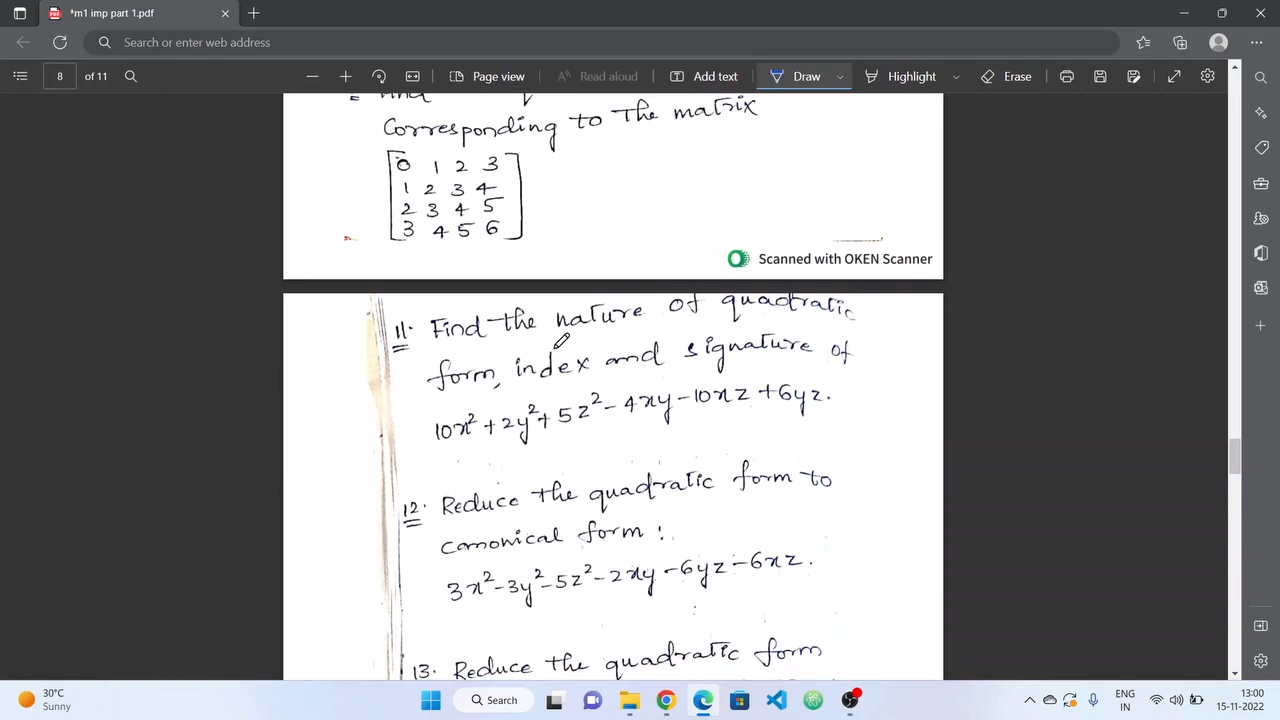 *m1 imp part 1.pdf
Search or enter web address
8 of 11
Page view
Read aloud
Add text
Draw
Highlight
Erase
Corresponding to The matrix
0 1 2 3
1 2 3 4
2 3 4 5
3 4 5 6
Scanned with OKEN Scanner
11. Find the nature of quadratic
form, index and signature of
10x²+2y²+5z²-4xy-10xz+6yz.
12. Reduce the quadratic form to
canonical form :
3x²-3y²-5z²-2xy-6yz-6xz.
13. Reduce the quadratic form
30°C
Sunny
Search
ENG
IN
13:00
15-11-2022